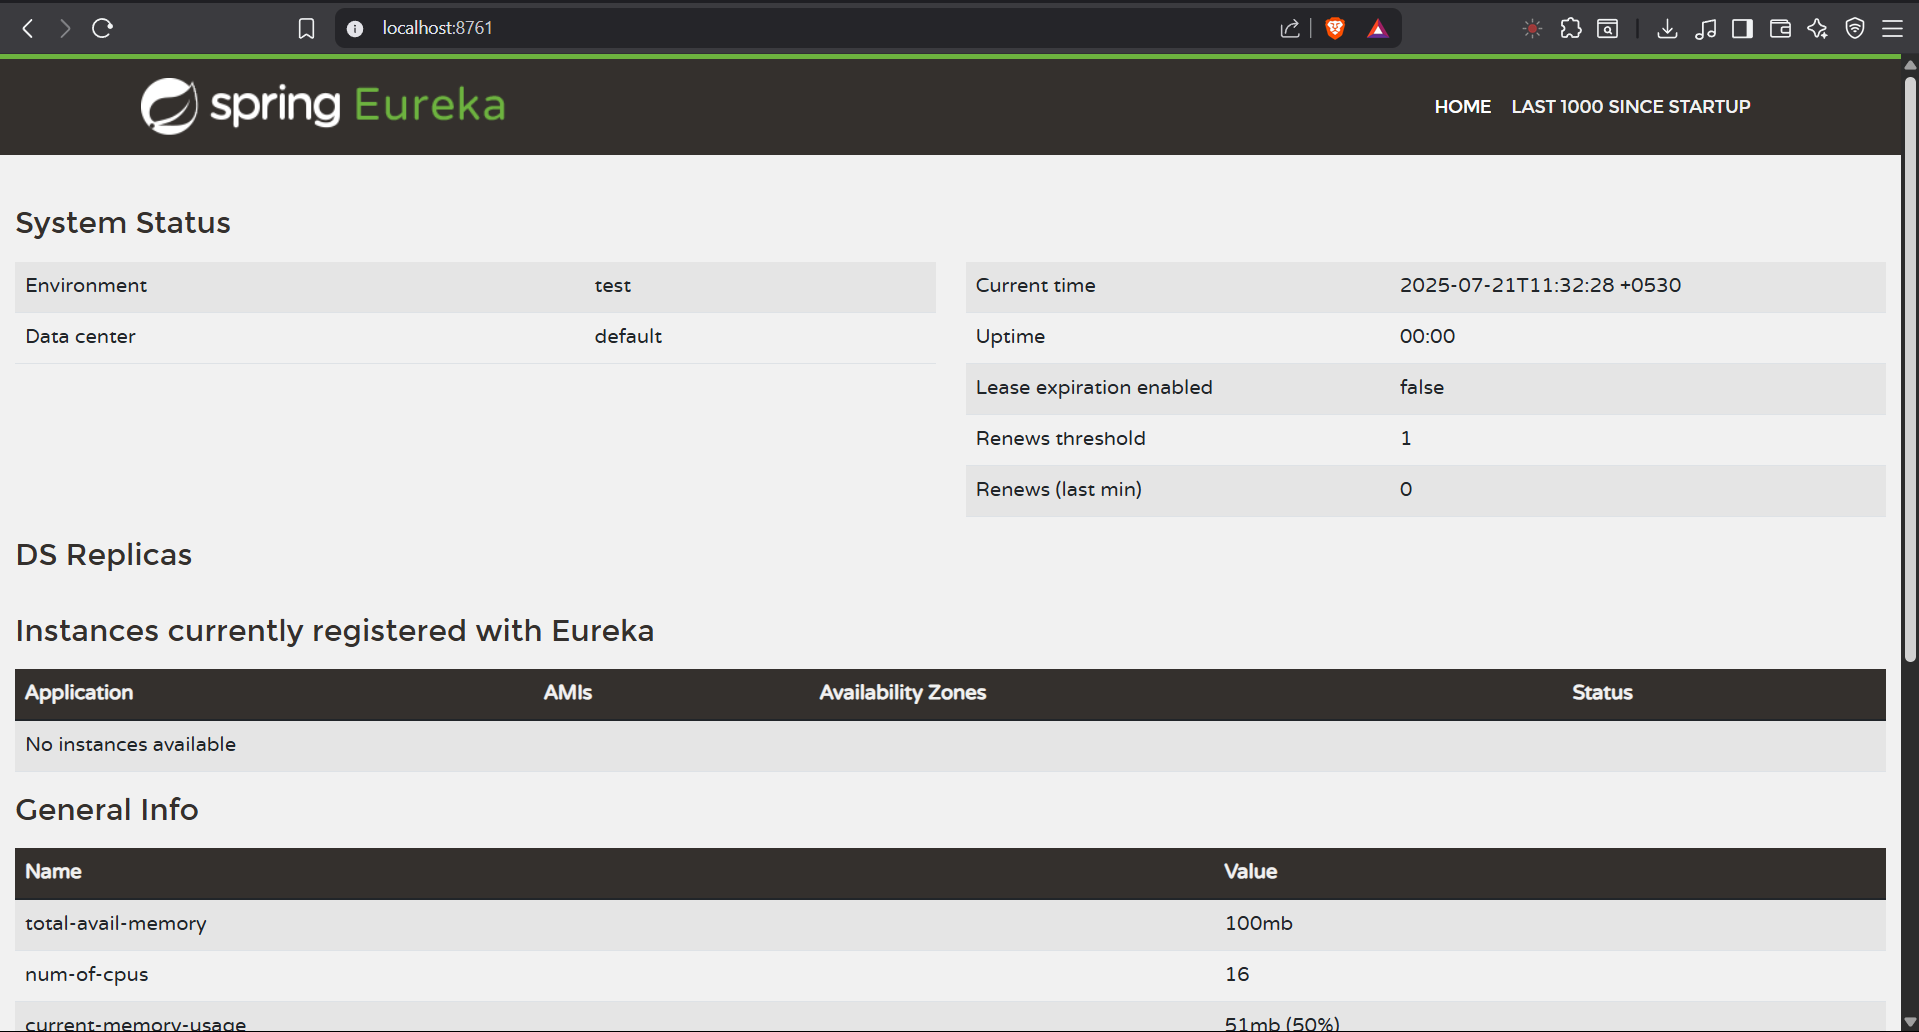 localhost:8761
spring Eureka
HOME LAST 1000 SINCE STARTUP
System Status
Environment test
Data center default
Current time 2025-07-21T11:32:28 +0530
Uptime 00:00
Lease expiration enabled false
Renews threshold 1
Renews (last min) 0
DS Replicas
Instances currently registered with Eureka
Application AMIs Availability Zones Status
No instances available
General Info
Name Value
total-avail-memory 100mb
num-of-cpus 16
current-memory-usage 51mb (50%)